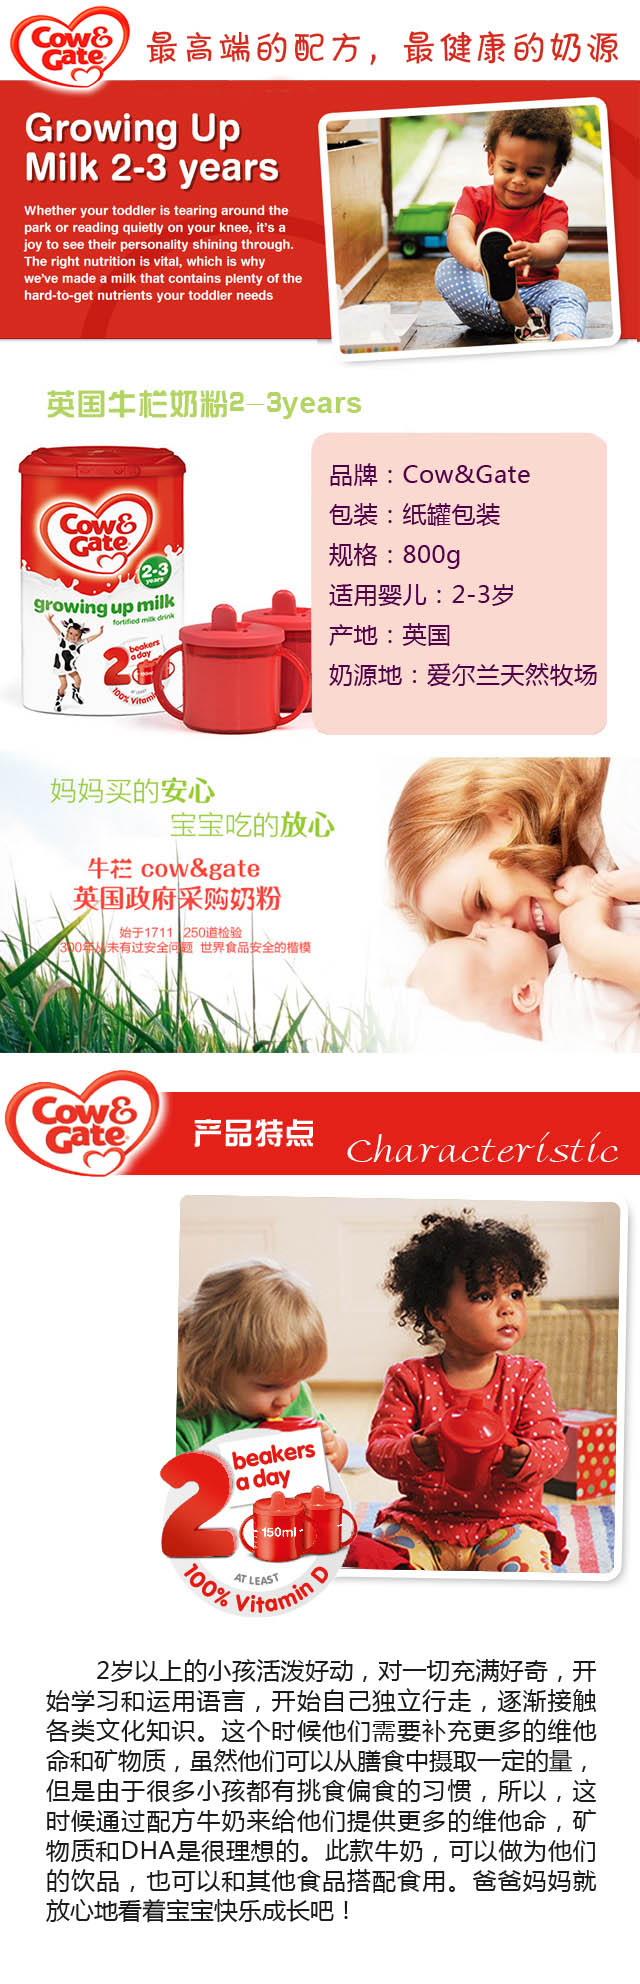 Cow&
Gate
最高端的配方，最健康的奶源
Growing Up
Milk 2-3 years
Whether your toddler is tearing around the
park or reading quietly on your knee, it's a
joy to see their personality shining through.
The right nutrition is vital, which is why
we've made a milk that contains plenty of the
hard-to-get nutrients your toddler needs
英国牛栏奶粉2-3years
Cow&
Gate
2-3
years
growing up milk
fortified milk drink
2 beakers
a day
AT LEAST
100% Vitamin
品牌：Cow&Gate
包装：纸罐包装
规格：800g
适用婴儿：2-3岁
产地：英国
奶源地：爱尔兰天然牧场
妈妈买的安心
宝宝吃的放心
牛栏 cow&gate
英国政府采购奶粉
始于1711 250道检验
300年从未有过安全问题 世界食品安全的楷模
Cow&
Gate
产品特点 Characteristic
2 beakers
a day
150ml
AT LEAST
100% Vitamin D
2岁以上的小孩活泼好动，对一切充满好奇，开
始学习和运用语言，开始自己独立行走，逐渐接触
各类文化知识。这个时候他们需要补充更多的维他
命和矿物质，虽然他们可以从膳食中摄取一定的量，
但是由于很多小孩都有挑食偏食的习惯，所以，这
时候通过配方牛奶来给他们提供更多的维他命，矿
物质和DHA是很理想的。此款牛奶，可以做为他们
的饮品，也可以和其他食品搭配食用。爸爸妈妈就
放心地看着宝宝快乐成长吧！